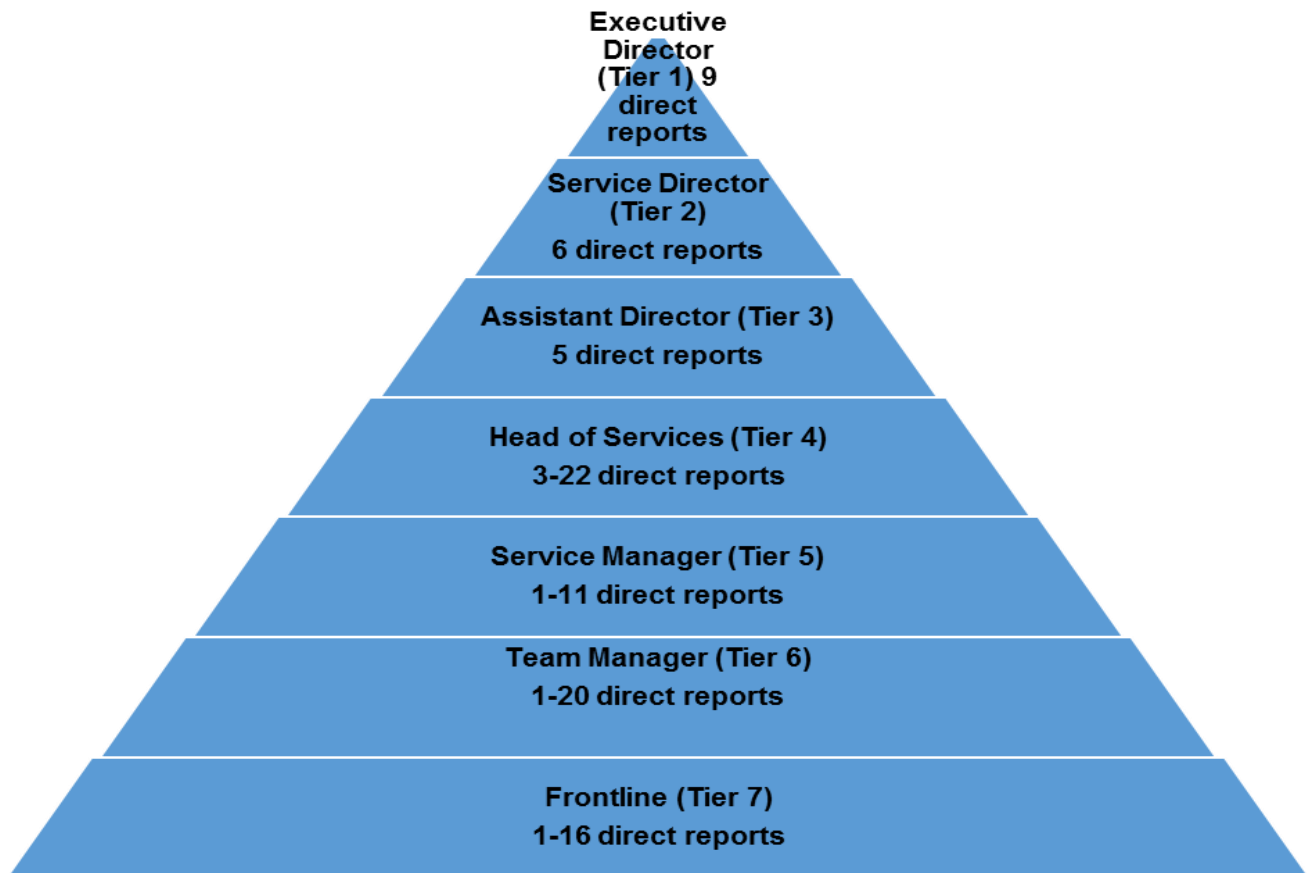 Executive
Director
(Tier 1) 9
direct
reports
Service Director
(Tier 2)
6 direct reports
Assistant Director (Tier 3)
5 direct reports
Head of Services (Tier 4)
3-22 direct reports
Service Manager (Tier 5)
1-11 direct reports
Team Manager (Tier 6)
1-20 direct reports
Frontline (Tier 7)
1-16 direct reports